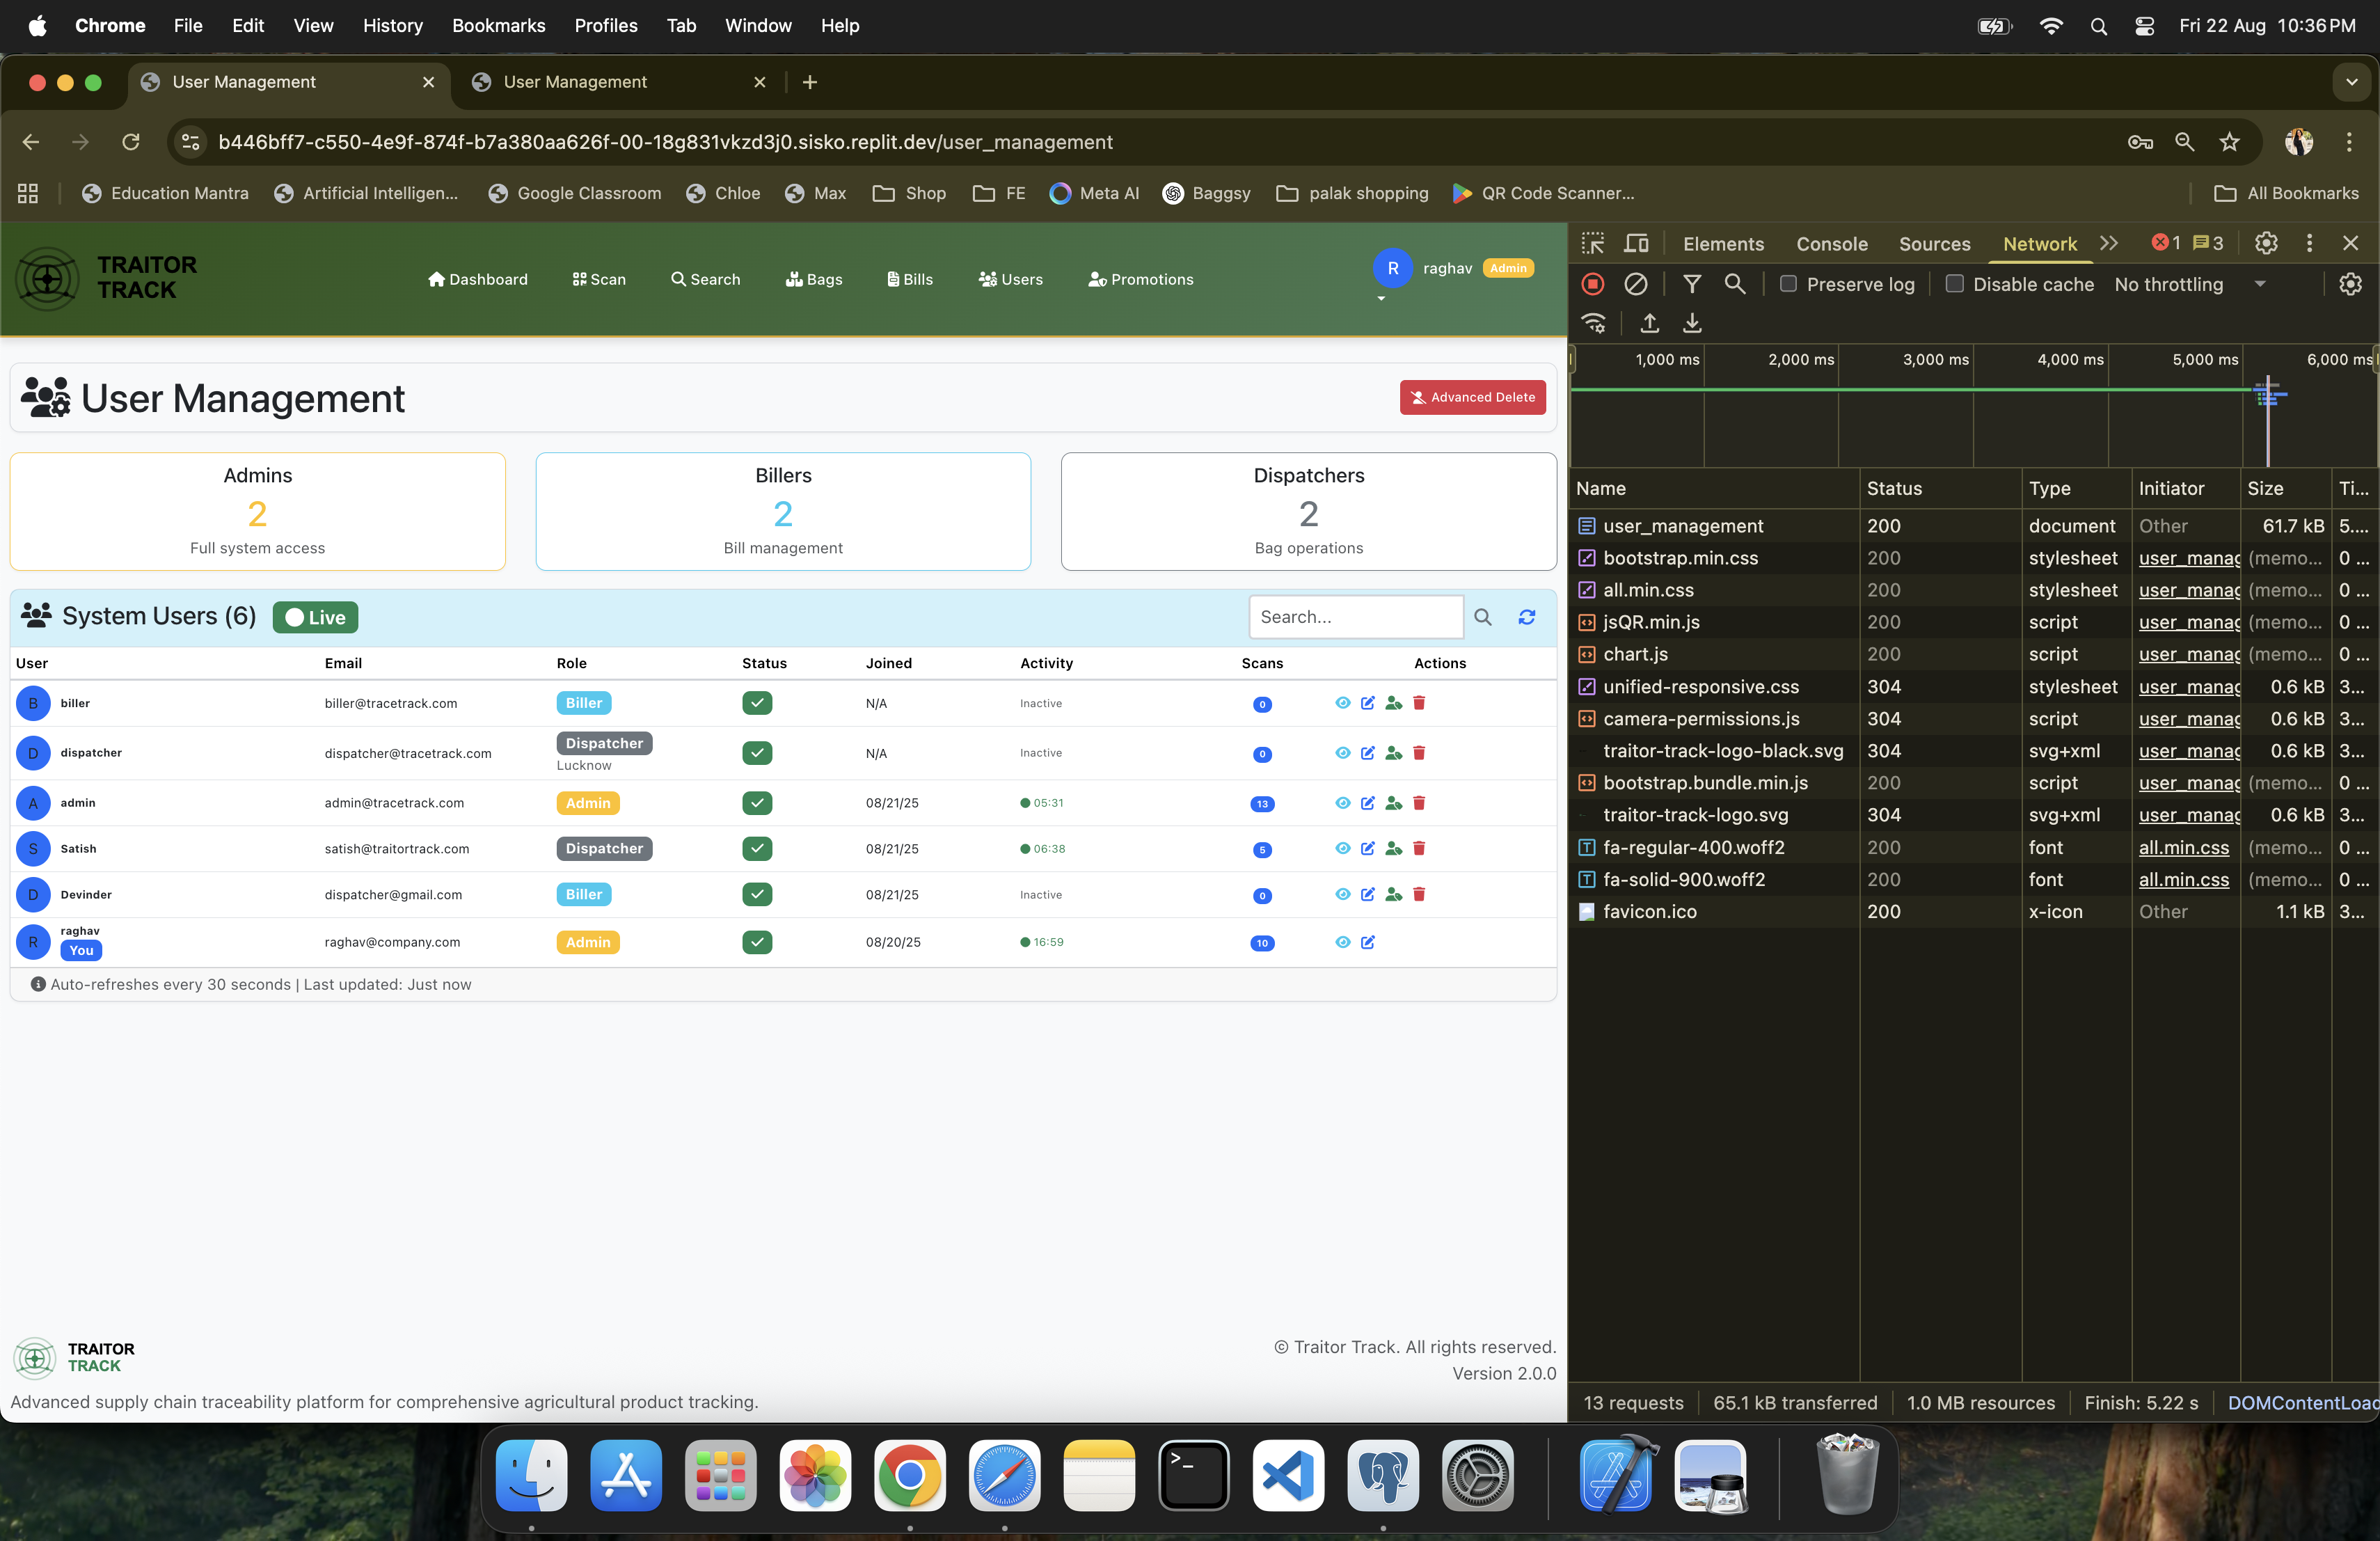 Chrome File Edit View History Bookmarks Profiles Tab Window Help Fri 22 Aug 10:36 PM
User Management User Management
b446bff7-c550-4e9f-874f-b7a380aa626f-00-18g831vkzd3j0.sisko.replit.dev/user_management
Education Mantra Artificial Intelligen... Google Classroom Chloe Max Shop FE Meta AI Baggsy palak shopping QR Code Scanner... All Bookmarks
TRAITOR
TRACK
Dashboard Scan Search Bags Bills Users Promotions
R raghav Admin
User Management
Advanced Delete
Admins
2
Full system access
Billers
2
Bill management
Dispatchers
2
Bag operations
System Users (6) Live Search...
User Email Role Status Joined Activity Scans Actions
B biller biller@tracetrack.com Biller N/A Inactive 0
D dispatcher dispatcher@tracetrack.com Dispatcher N/A Inactive 0
Lucknow
A admin admin@tracetrack.com Admin 08/21/25 05:31 13
S Satish satish@traitortrack.com Dispatcher 08/21/25 06:38 5
D Devinder dispatcher@gmail.com Biller 08/21/25 Inactive 0
R raghav raghav@company.com Admin 08/20/25 16:59 10
You
Auto-refreshes every 30 seconds | Last updated: Just now
TRAITOR
TRACK
© Traitor Track. All rights reserved.
Version 2.0.0
Advanced supply chain traceability platform for comprehensive agricultural product tracking.
Elements Console Sources Network 1 3
Preserve log Disable cache No throttling
1,000 ms 2,000 ms 3,000 ms 4,000 ms 5,000 ms 6,000 ms
Name Status Type Initiator Size Ti...
user_management 200 document Other 61.7 kB 5....
bootstrap.min.css 200 stylesheet user_manag (memo... 0 ...
all.min.css 200 stylesheet user_manag (memo... 0 ...
jsQR.min.js 200 script user_manag (memo... 0 ...
chart.js 200 script user_manag (memo... 0 ...
unified-responsive.css 304 stylesheet user_manag 0.6 kB 3...
camera-permissions.js 304 script user_manag 0.6 kB 3...
traitor-track-logo-black.svg 304 svg+xml user_manag 0.6 kB 3...
bootstrap.bundle.min.js 200 script user_manag (memo... 0 ...
traitor-track-logo.svg 304 svg+xml user_manag 0.6 kB 3...
fa-regular-400.woff2 200 font all.min.css (memo... 0 ...
fa-solid-900.woff2 200 font all.min.css (memo... 0 ...
favicon.ico 200 x-icon Other 1.1 kB 3...
13 requests 65.1 kB transferred 1.0 MB resources Finish: 5.22 s DOMContentLoad